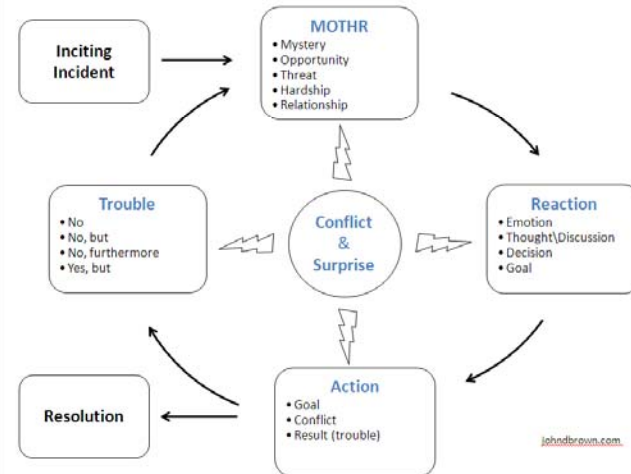 Inciting
Incident
MOTHR
• Mystery
• Opportunity
• Threat
• Hardship
• Relationship
Reaction
• Emotion
• Thought\Discussion
• Decision
• Goal
Trouble
• No
• No, but
• No, furthermore
• Yes, but
Conflict
&
Surprise
Action
• Goal
• Conflict
• Result (trouble)
Resolution
johndbrown.com